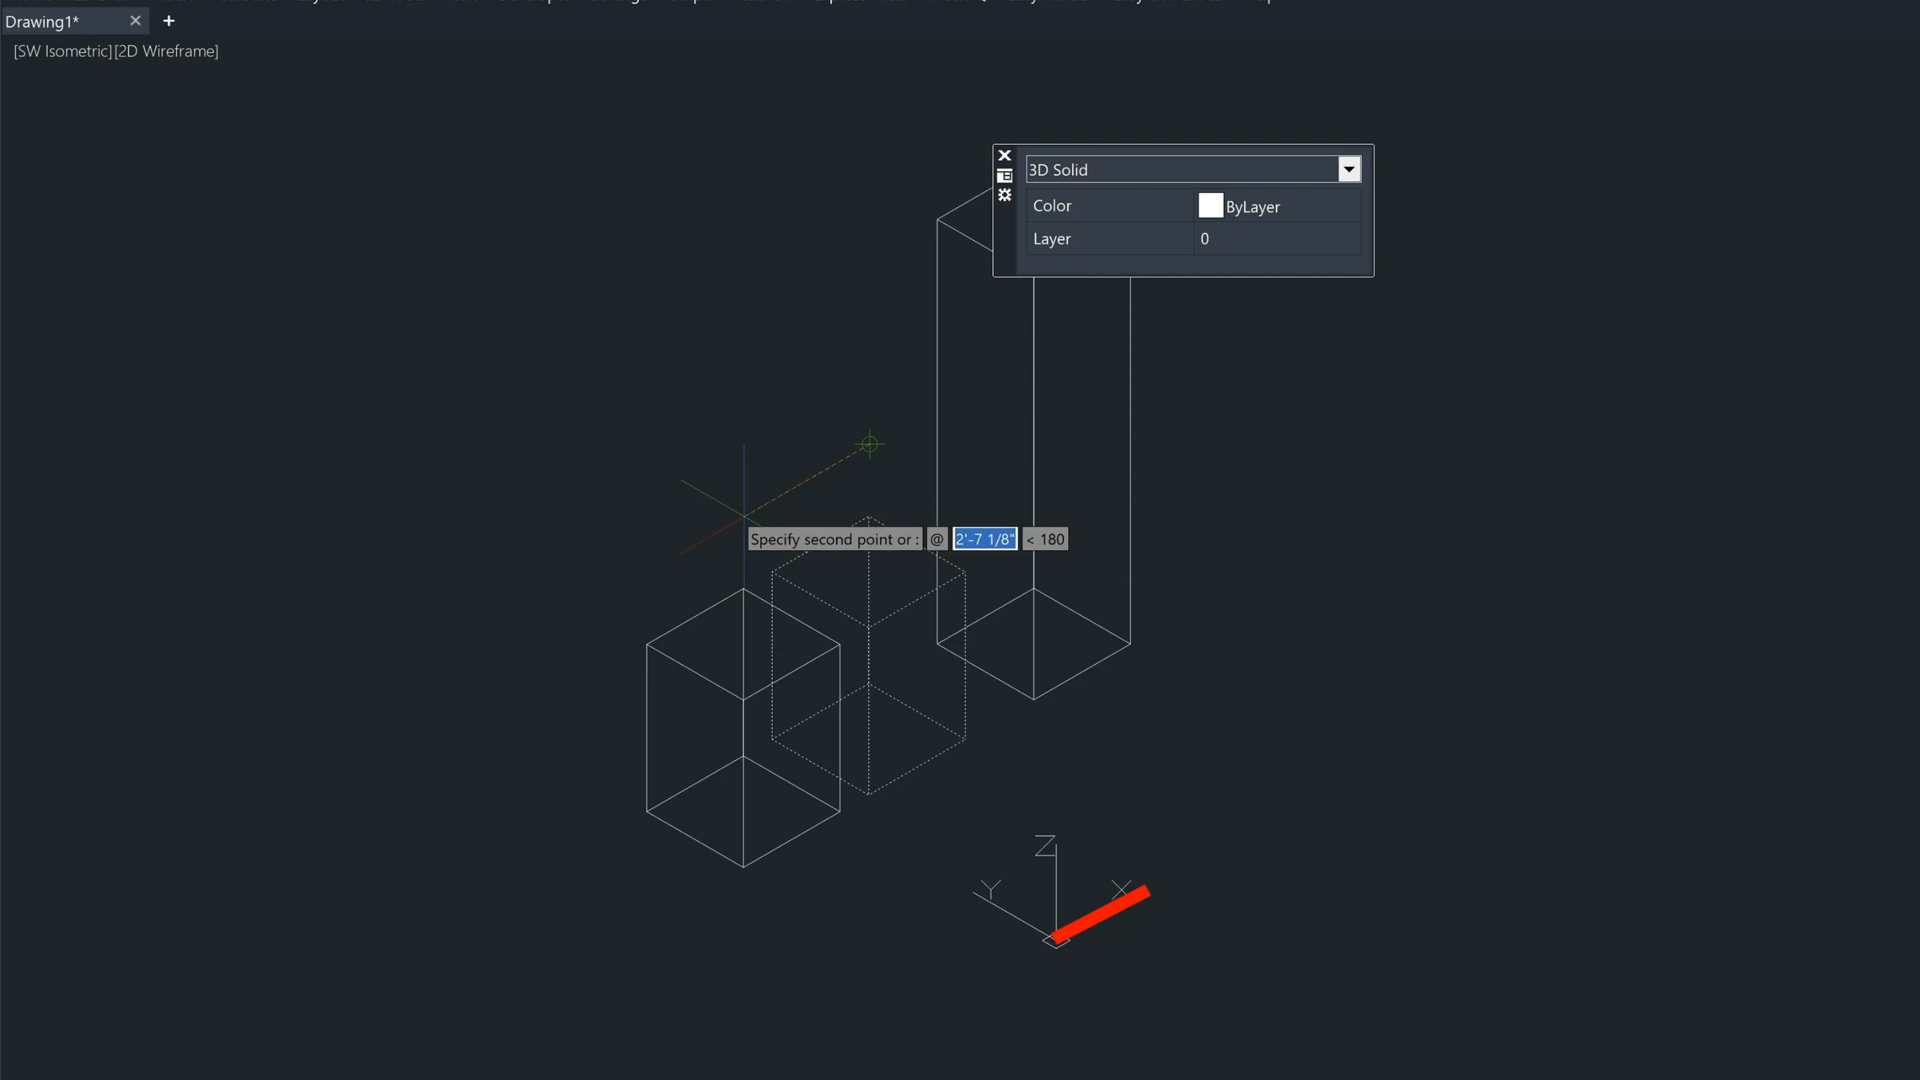 Drawing1*
[SW Isometric][2D Wireframe]
3D Solid
Color ByLayer
Layer 0
Specify second point or : @ 2'-7 1/8" < 180
Z
Y X